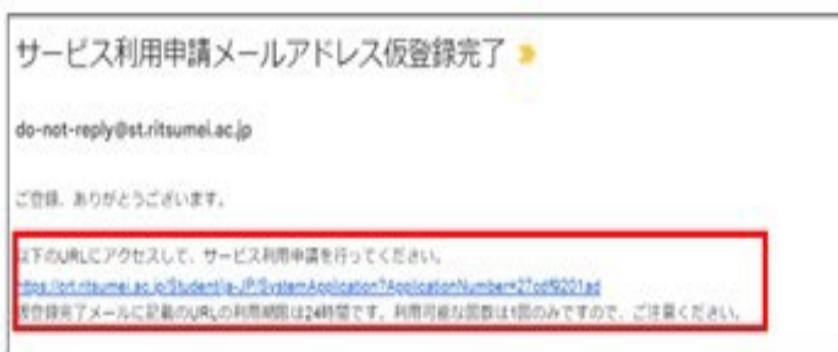 サービス利用申請メールアドレス仮登録完了
do-not-reply@st.ritsumei.ac.jp
ご登録、ありがとうございます。
以下のURLにアクセスして、サービス利用申請を行ってください。
仮登録完了メールに記載のURLの利用期限は24時間です。利用可能な回数は1回のみですので、ご注意ください。